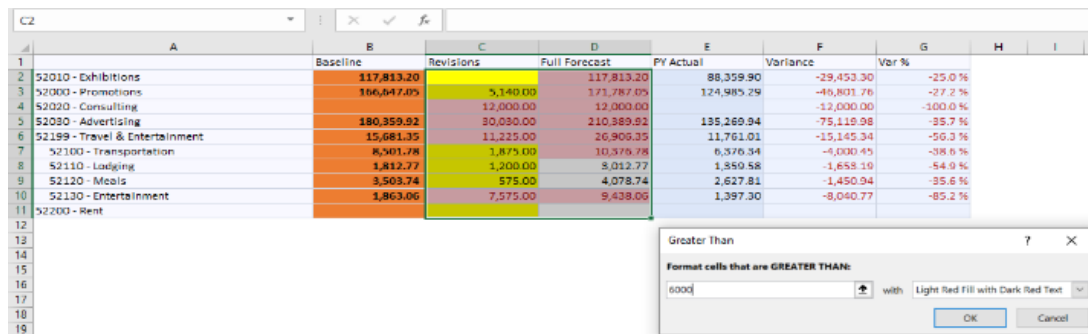 C2 fx
A B C D E F G H I
1 Baseline Revisions Full Forecast PY Actual Variance Var %
2 52010 - Exhibitions 117,813.20 117,813.20 88,359.90 -29,453.30 -25.0 %
3 52000 - Promotions 166,647.05 5,140.00 171,787.05 124,985.29 -46,801.76 -27.2 %
4 52020 - Consulting 12,000.00 12,000.00 -12,000.00 -100.0 %
5 52030 - Advertising 180,359.92 30,030.00 210,389.92 135,269.94 -75,119.98 -35.7 %
6 52199 - Travel & Entertainment 15,681.35 11,225.00 26,906.35 11,761.01 -15,145.34 -56.3 %
7 52100 - Transportation 8,501.78 1,875.00 10,376.78 6,376.34 -4,000.45 -38.6 %
8 52110 - Lodging 1,812.77 1,200.00 3,012.77 1,359.58 -1,653.19 -54.9 %
9 52120 - Meals 3,503.74 575.00 4,078.74 2,627.81 -1,450.94 -35.6 %
10 52130 - Entertainment 1,863.06 7,575.00 9,438.06 1,397.30 -8,040.77 -85.2 %
11 52200 - Rent
12
13 Greater Than ? ×
14
15 Format cells that are GREATER THAN:
16 6000 with Light Red Fill with Dark Red Text
17
18 OK Cancel
19